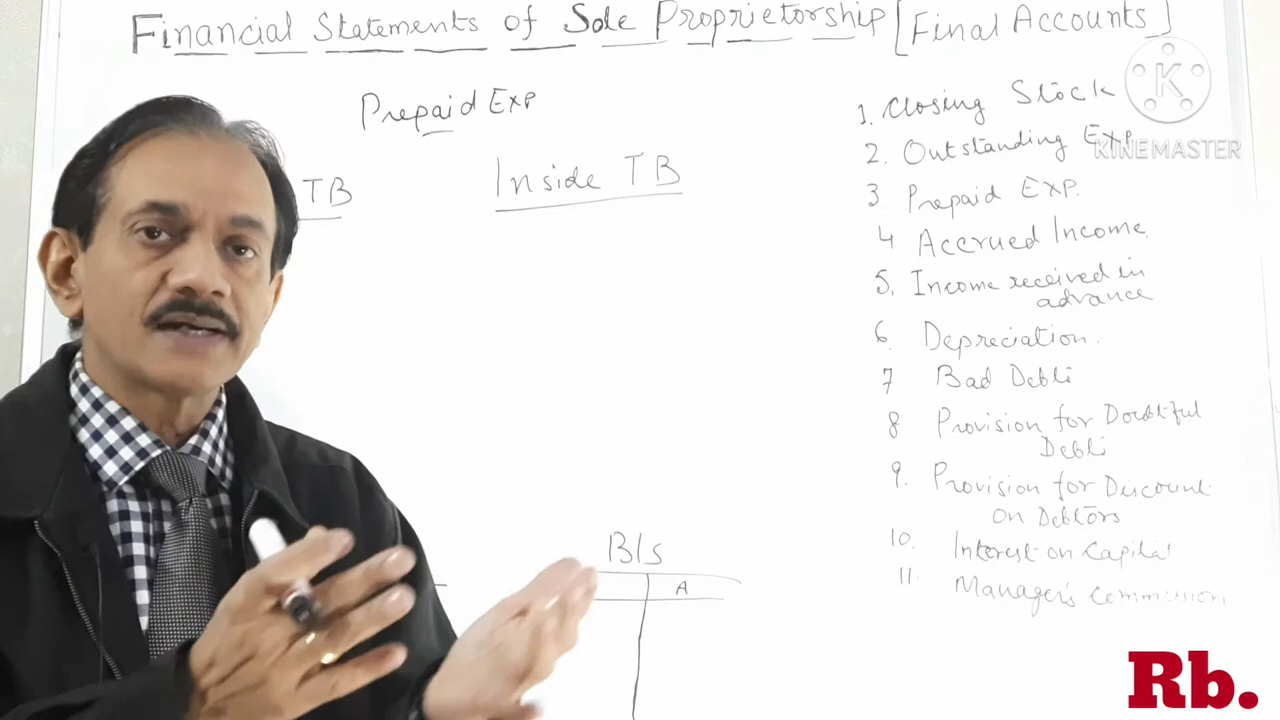 Financial Statements of Sole Proprietorship [Final Accounts]
Prepaid Exp
TB
Inside TB
B/s
A
1. Closing Stock
2. Outstanding Exp.
3 Prepaid Exp.
4 Accrued Income
5. Income received in
advance
6 Depreciation.
7 Bad Debts
8 Provision for Doubtful
Debts
9. Provision for Discount
on Debtors
10. Interest on Capital
11. Manager's Commission
K
KINEMASTER
Rb.